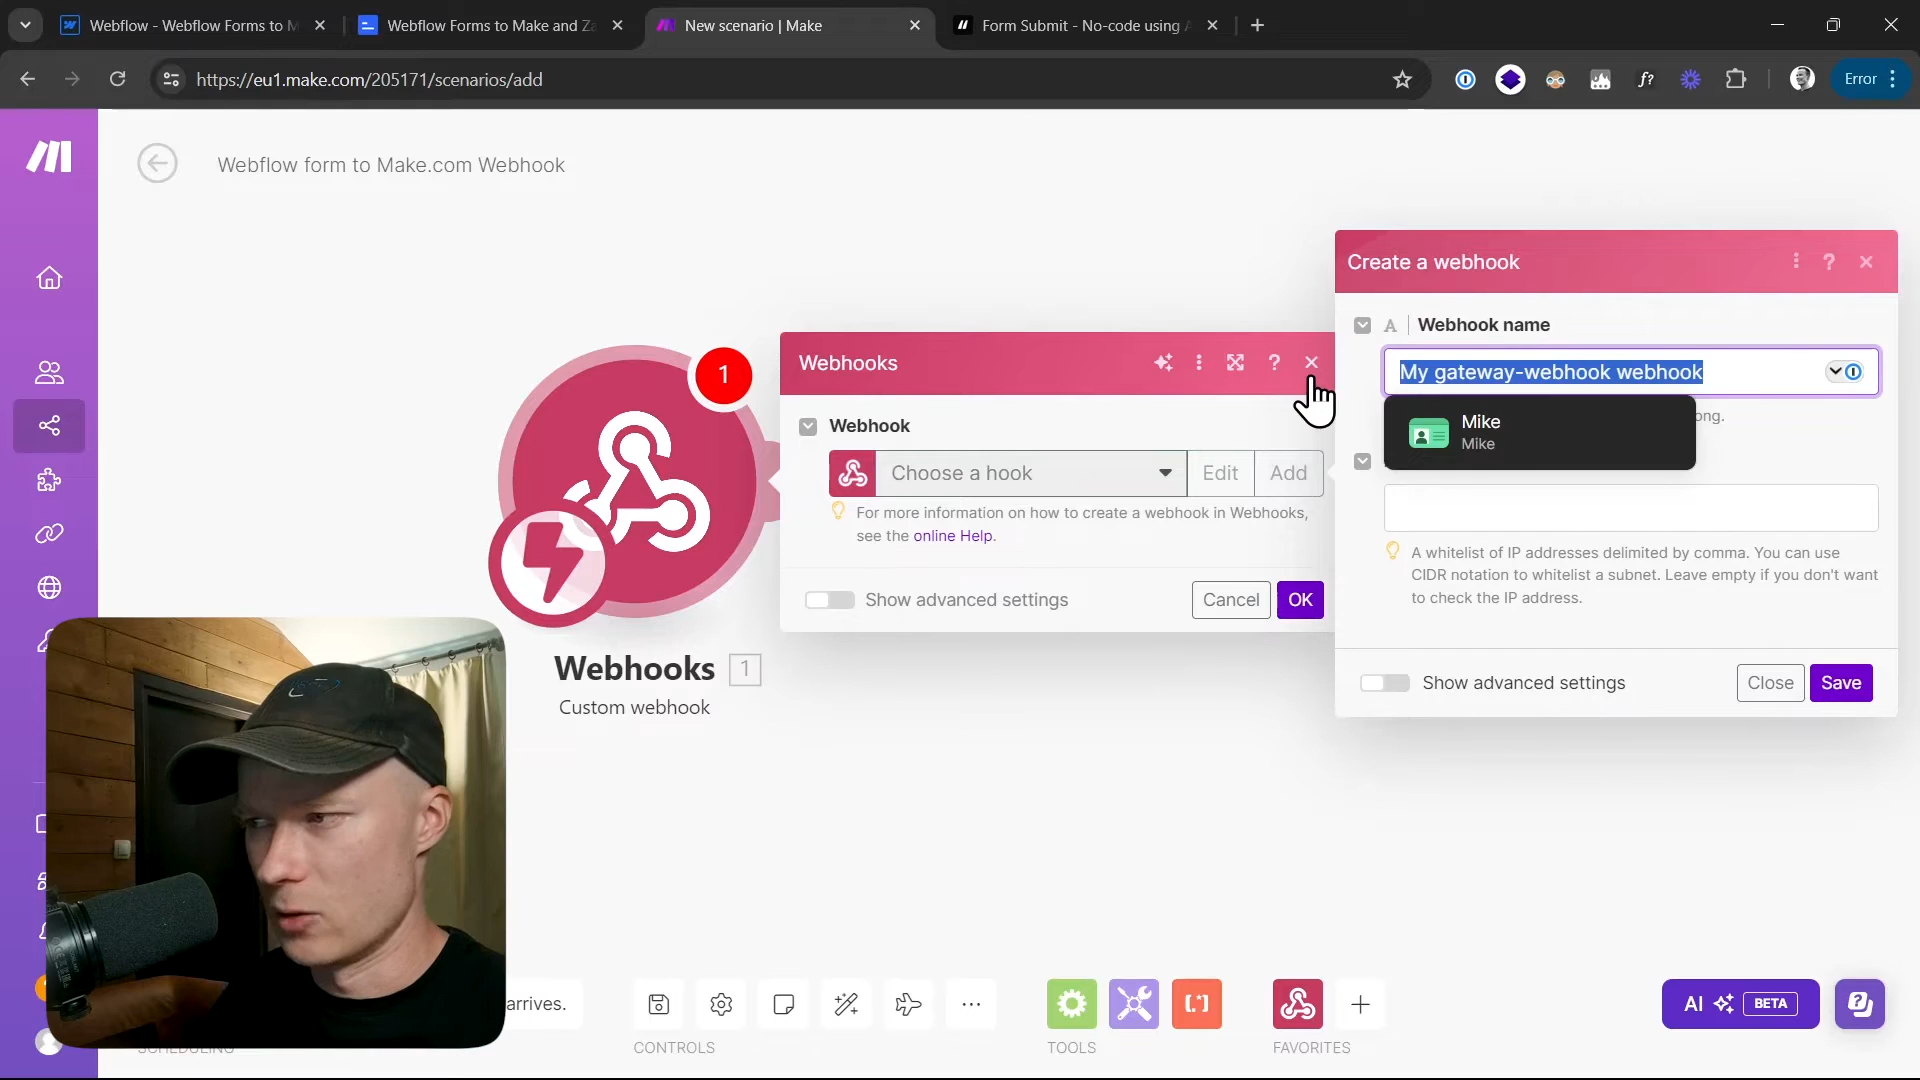 Webflow - Webflow Forms to M
Webflow Forms to Make and Za
New scenario | Make
Form Submit - No-code using A
https://eu1.make.com/205171/scenarios/add
f?
Error
Webflow form to Make.com Webhook
Create a webhook
A
Webhook name
My gateway-webhook webhook
Mike
Mike
ong.
A whitelist of IP addresses delimited by comma. You can use
CIDR notation to whitelist a subnet. Leave empty if you don't want
to check the IP address.
Show advanced settings
Close
Save
Webhooks
Webhook
Choose a hook
Edit
Add
For more information on how to create a webhook in Webhooks,
see the online Help.
Show advanced settings
Cancel
OK
1
Webhooks
1
Custom webhook
arrives.
SCHEDULING
CONTROLS
[.*]
TOOLS
FAVORITES
AI
BETA